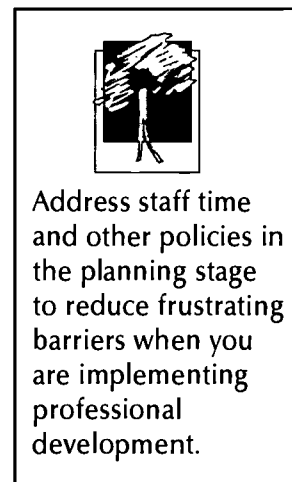 Address staff time
and other policies in
the planning stage
to reduce frustrating
barriers when you
are implementing
professional
development.